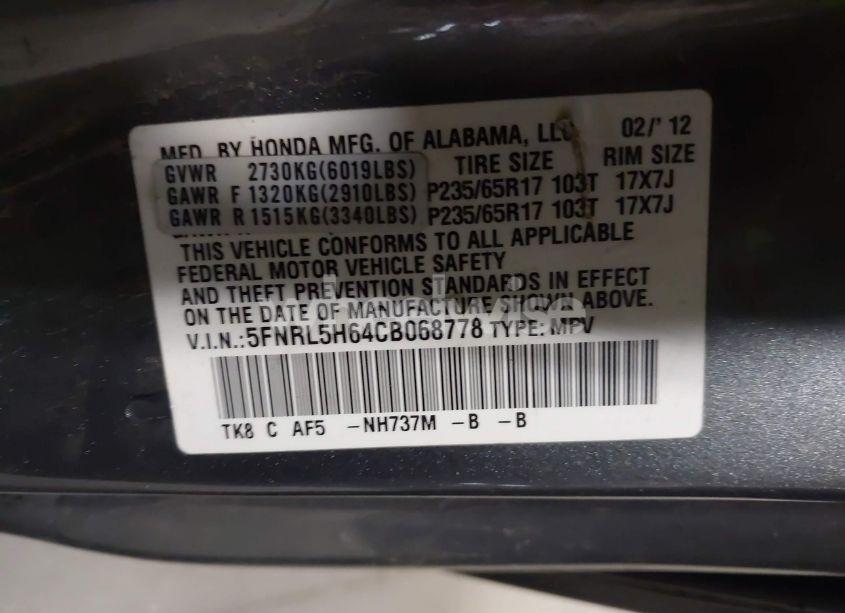 MFD. BY HONDA MFG. OF ALABAMA, LLC 02/' 12
GVWR 2730KG(6019LBS) TIRE SIZE RIM SIZE
GAWR F 1320KG(2910LBS) P235/65R17 103T 17X7J
GAWR R 1515KG(3340LBS) P235/65R17 103T 17X7J
THIS VEHICLE CONFORMS TO ALL APPLICABLE
FEDERAL MOTOR VEHICLE SAFETY
AND THEFT PREVENTION STANDARDS IN EFFECT
ON THE DATE OF MANUFACTURE SHOWN ABOVE.
V.I.N.:5FNRL5H64CB068778 TYPE: MPV
TK8 C AF5 -NH737M -B -B